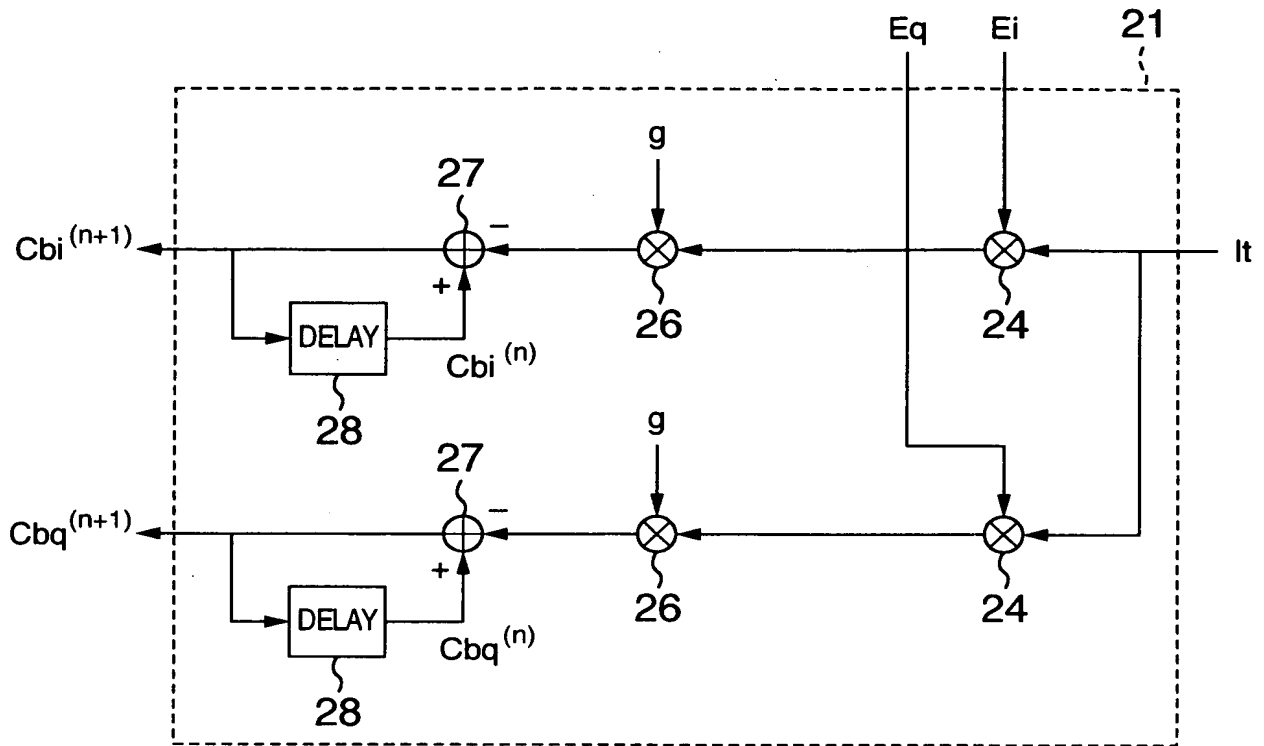 Eq
Ei
21
g
27
−
Cbi (n+1)
It
+
26
24
DELAY
Cbi (n)
28
g
27
−
Cbq (n+1)
+
26
24
DELAY
Cbq (n)
28